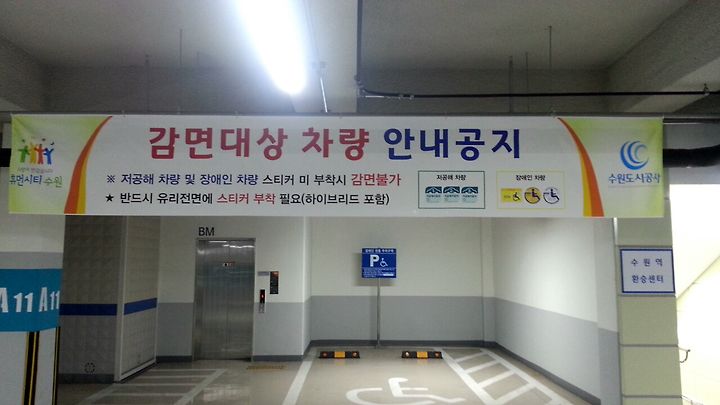 감면대상 차량 안내공지
※ 저공해 차량 및 장애인 차량 스티커 미 부착시 감면불가
★ 반드시 유리전면에 스티커 부착 필요(하이브리드 포함)
저공해 차량
장애인 차량
휴먼시티 수원
수원도시공사
BM
P
A11 A11
수원역
환승센터